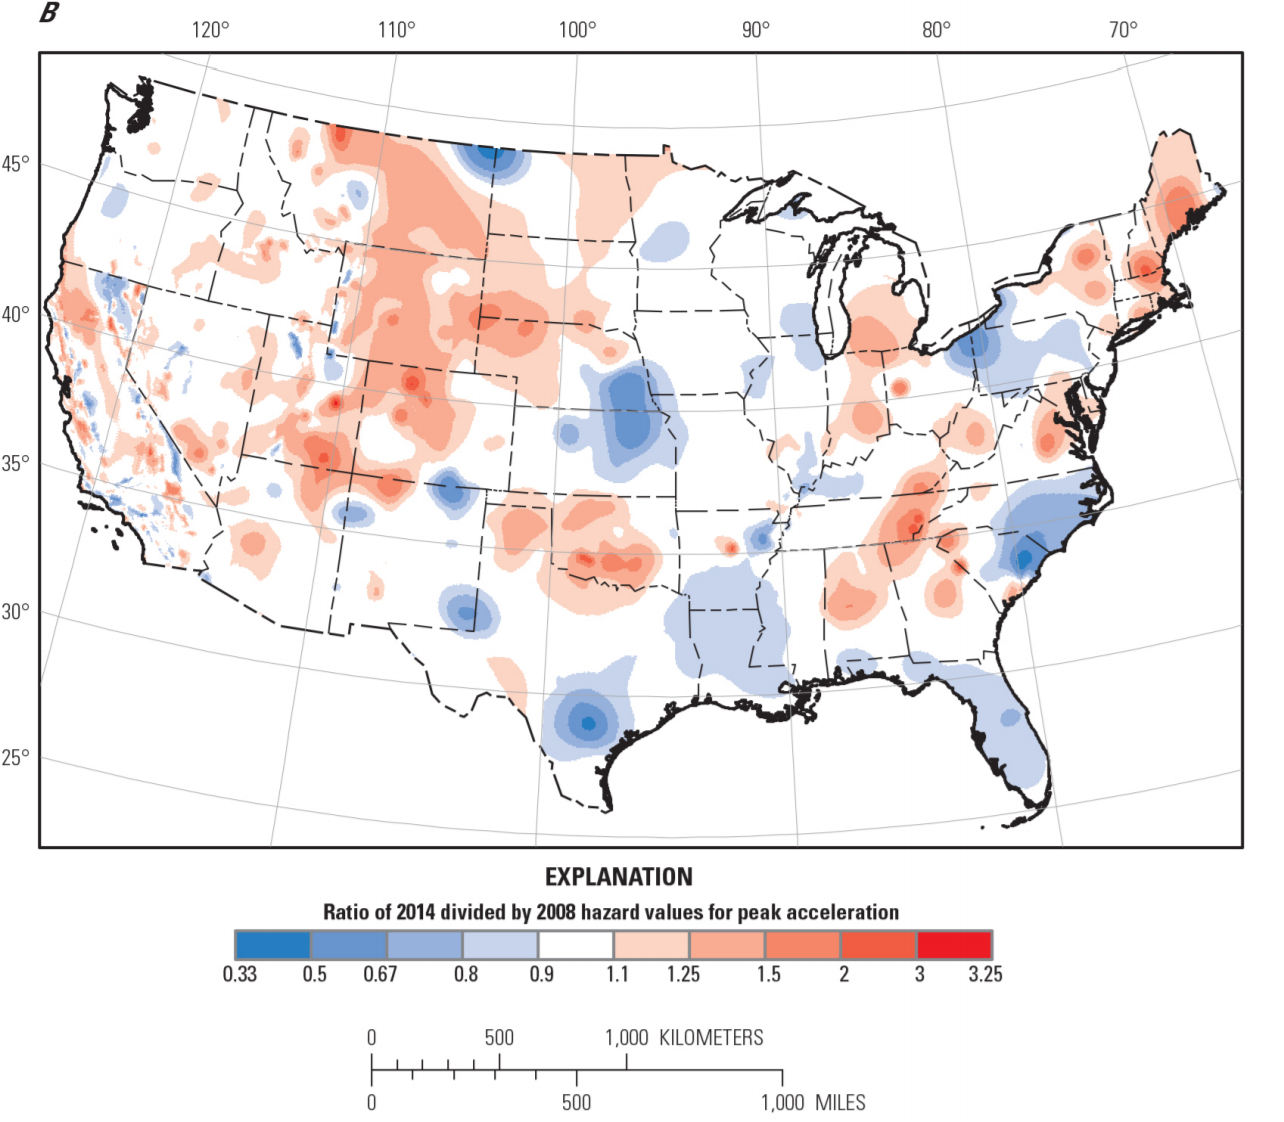 B
120° 110° 100° 90° 80° 70°
45°
40°
35°
30°
25°
EXPLANATION
Ratio of 2014 divided by 2008 hazard values for peak acceleration
0.33 0.5 0.67 0.8 0.9 1.1 1.25 1.5 2 3 3.25
0 500 1,000 KILOMETERS
0 500 1,000 MILES